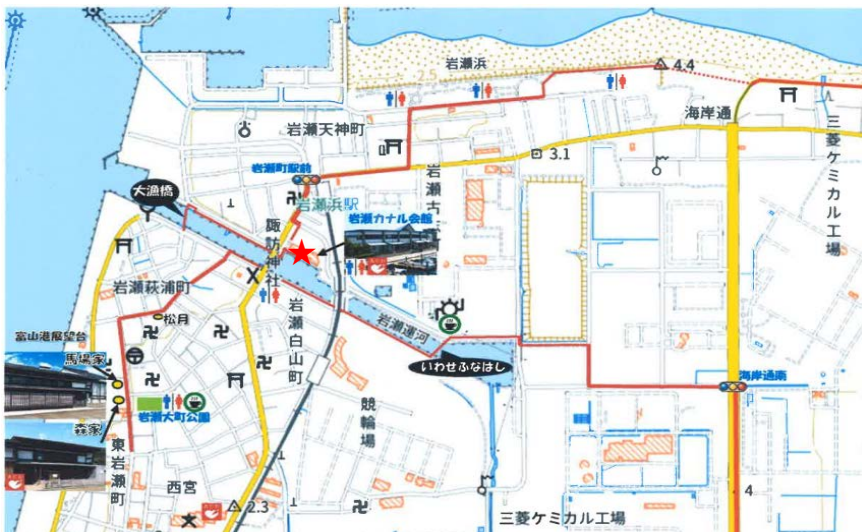 岩瀬浜
2.5
4.4
海岸通
三菱ケミカル工場
岩瀬天神町
3.1
岩瀬町駅前
大漁橋
岩瀬浜駅
岩瀬古
岩瀬カナル会館
諏訪神社
岩瀬萩浦町
松月
岩瀬白山町
岩瀬運河
いわせふなはし
富山港展望台
馬場家
海岸通南
岩瀬大町公園
森家
競輪場
東岩瀬町
西宮
2.3
4
三菱ケミカル工場